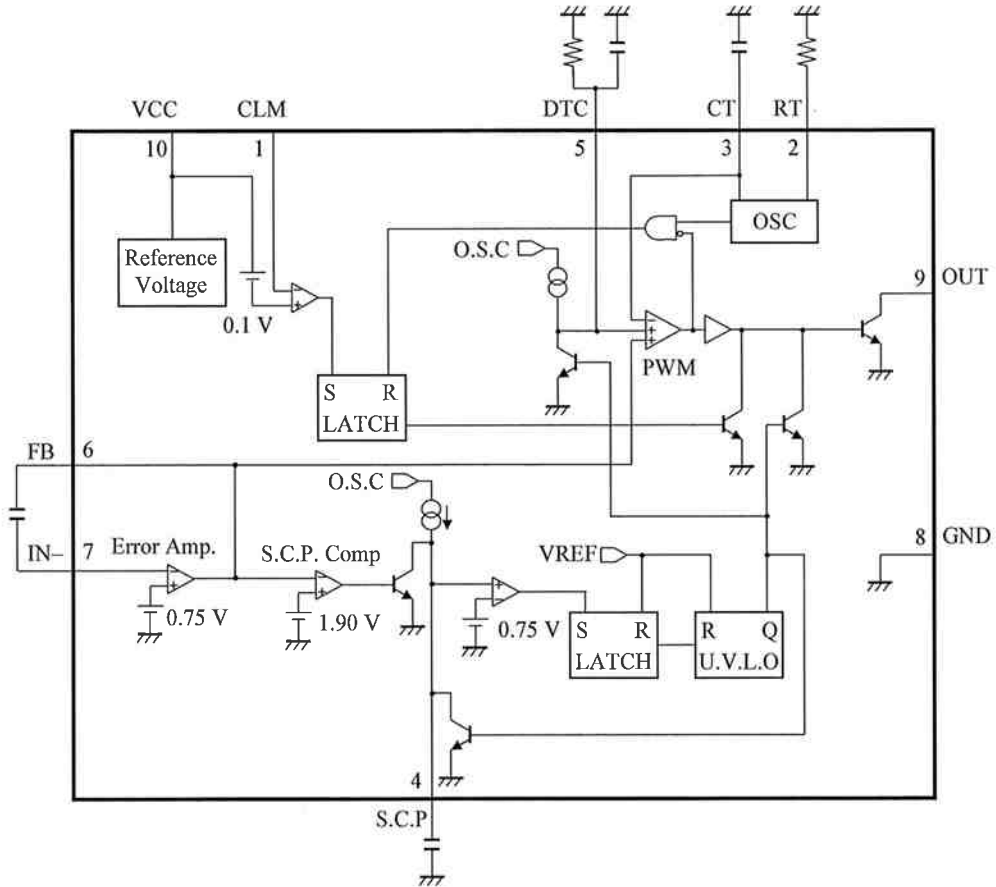 DTC CT RT
VCC CLM
10 1 5 3 2
OSC
O.S.C
Reference
Voltage
9 OUT
0.1 V
- +
- + +
PWM
S R
LATCH
FB 6
O.S.C
IN– 7 Error Amp.
S.C.P. Comp
VREF
8 GND
- +
0.75 V
- +
1.90 V
+ -
0.75 V
S R
LATCH
R Q
U.V.L.O
4
S.C.P